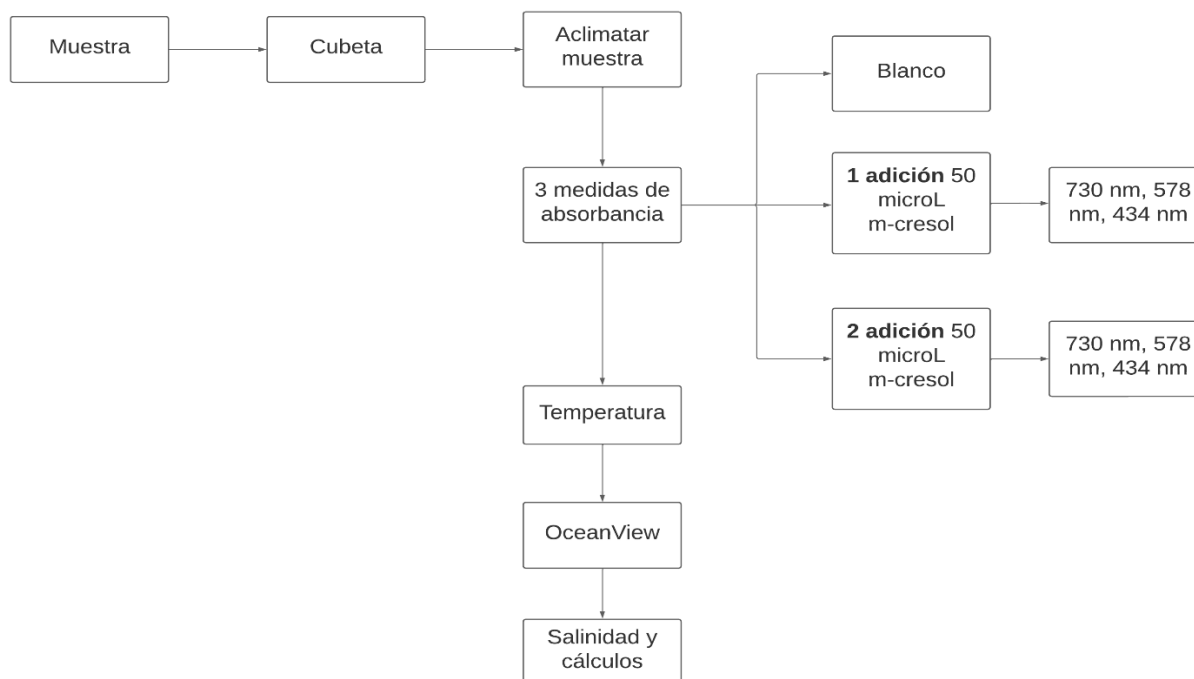 Muestra
Cubeta
Aclimatar
muestra
Blanco
3 medidas de
absorbancia
1 adición 50
microL
m-cresol
730 nm, 578
nm, 434 nm
2 adición 50
microL
m-cresol
730 nm, 578
nm, 434 nm
Temperatura
OceanView
Salinidad y
cálculos